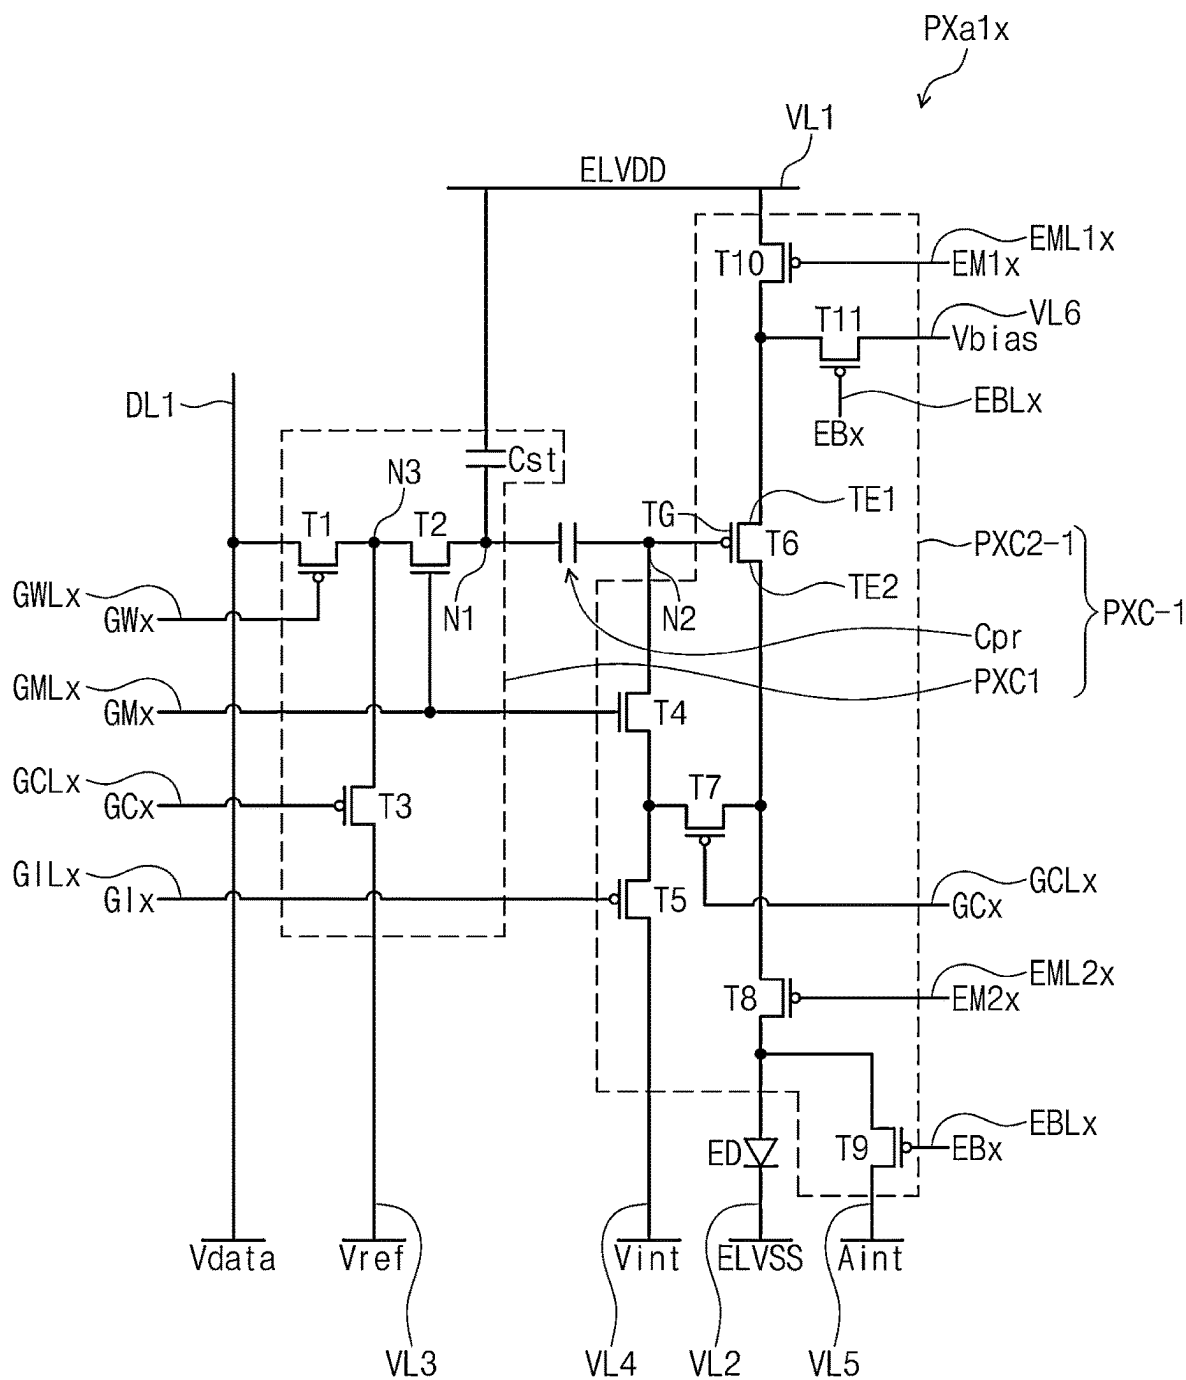 PXa1x
VL1
ELVDD
EML1x
T10
EM1x
T11
VL6
Vbias
DL1
EBLx
EBx
Cst
N3
TE1
TG
T1
T2
T6
PXC2-1
GWLx
TE2
GWx
N1
N2
PXC-1
Cpr
GMLx
PXC1
GMx
T4
GCLx
T7
GCx
T3
GILx
GCLx
GIx
T5
GCx
EML2x
T8
EM2x
EBLx
ED
T9
EBx
Vdata
Vref
Vint
ELVSS
Aint
VL3
VL4
VL2
VL5